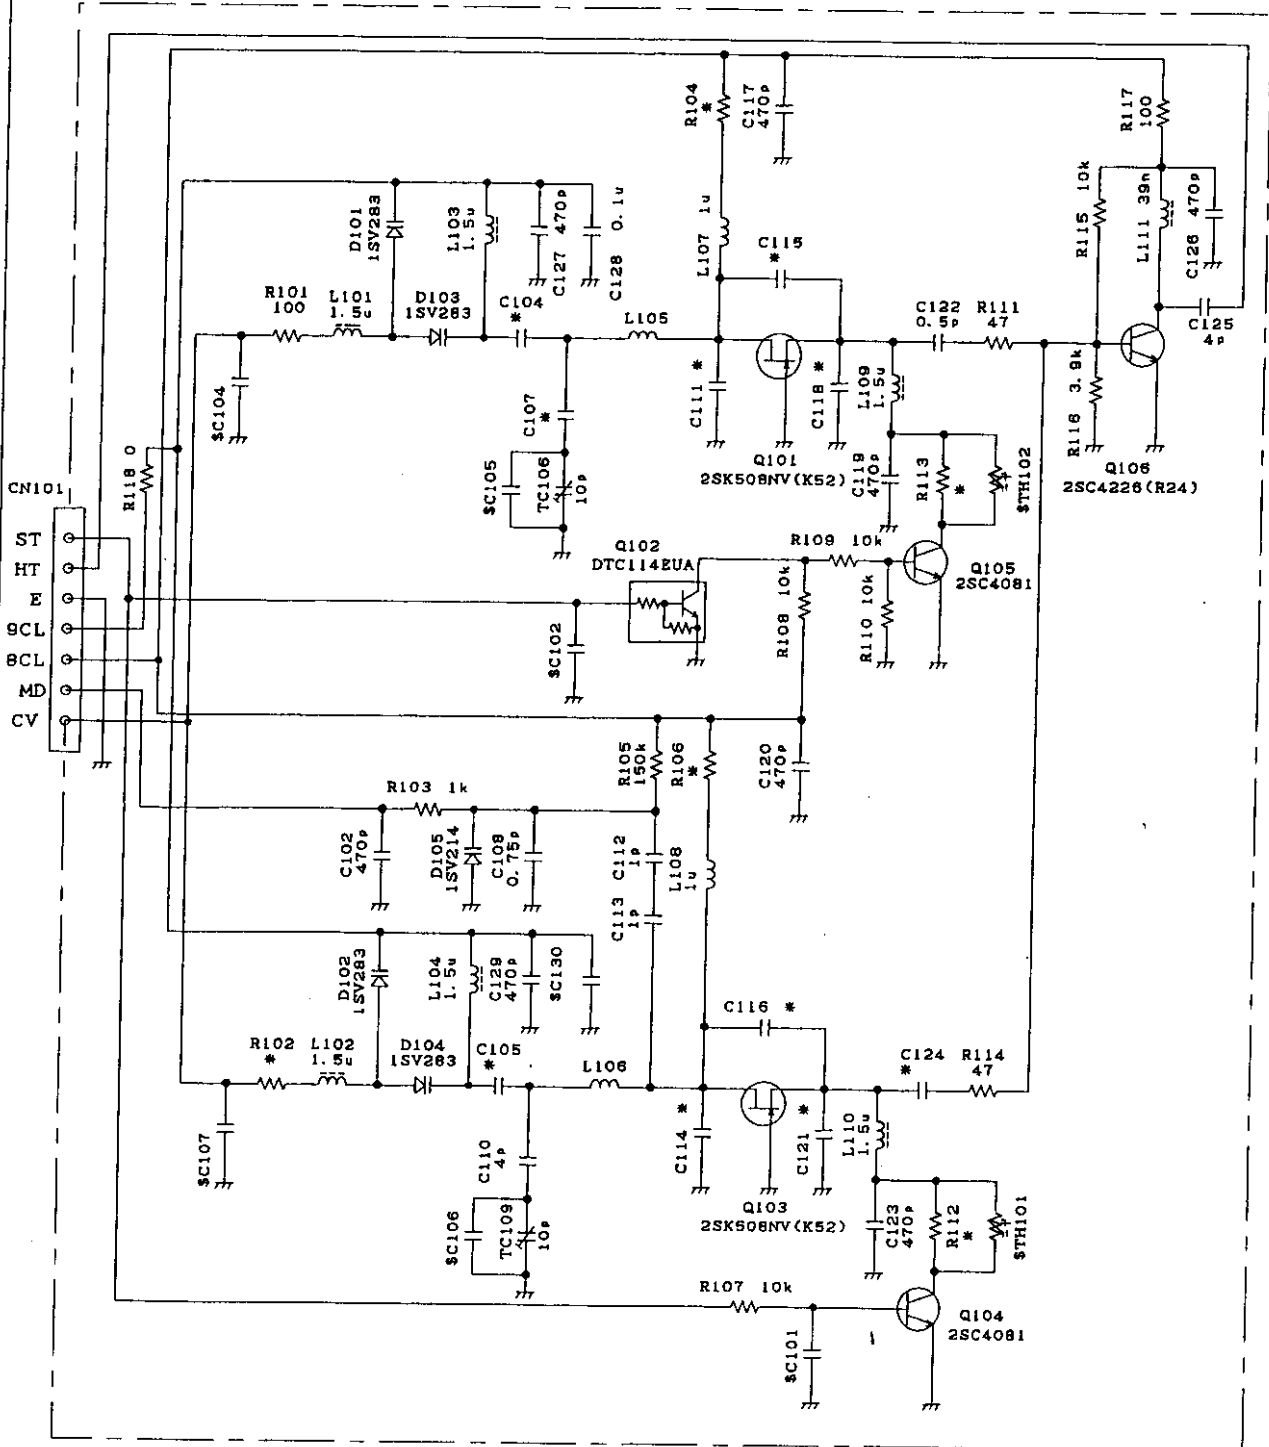 R104
*
C117
470p
R117
100
D101
1SV283
L103
1.5u
C127 470p
C128 0.1u
L107 1u
C115
*
R115 10k
L111 39n
C126 470p
R101
100
L101
1.5u
D103
1SV283
C104
*
L105
C122
0.5p
R111
47
C125
4p
$C104
C107
*
C111 *
C118 *
L109
1.5u
R116 3.9k
Q106
2SC4226(R24)
R118 0
$C105
TC106
10p
Q101
2SK508NV(K52)
C119
470p
R113
*
$TH102
CN101
ST
HT
E
9CL
8CL
MD
CV
Q102
DTC114EUA
R109 10k
Q105
2SC4081
$C102
R108 10k
R110 10k
R105
150k
R106
*
C120
470p
R103 1k
C102
470p
D105
1SV214
C108
0.75p
C112
1p
L108
1u
C113
1p
D102
1SV283
L104
1.5u
C129
470p
$C130
C116 *
R102
*
L102
1.5u
D104
1SV283
C105
*
L106
C124
*
R114
47
$C107
C110
4p
C114 *
C121 *
L110
1.5u
Q103
2SK508NV(K52)
$C106
TC109
10p
C123
470p
R112
*
$TH101
R107 10k
Q104
2SC4081
$C101